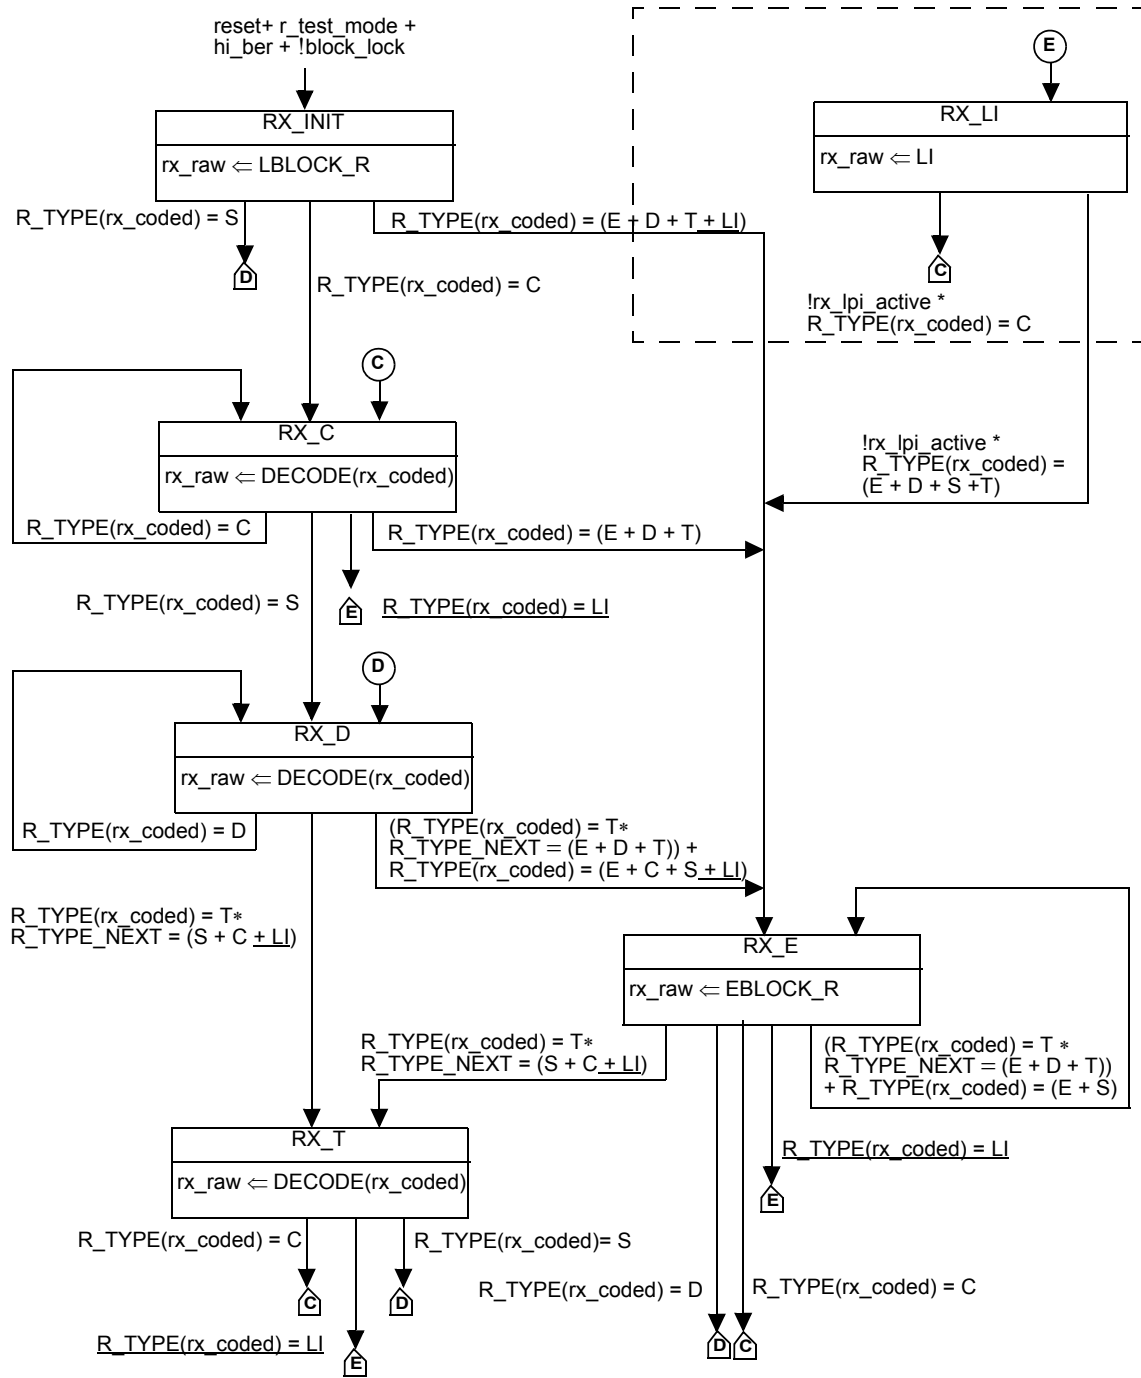 reset+ r_test_mode +
hi_ber + !block_lock
RX_INIT
rx_raw ⇐ LBLOCK_R
R_TYPE(rx_coded) = S
D
R_TYPE(rx_coded) = C
R_TYPE(rx_coded) = (E + D + T + LI)
E
RX_LI
rx_raw ⇐ LI
C
!rx_lpi_active *
R_TYPE(rx_coded) = C
!rx_lpi_active *
R_TYPE(rx_coded) =
(E + D + S +T)
C
RX_C
rx_raw ⇐ DECODE(rx_coded)
R_TYPE(rx_coded) = C
R_TYPE(rx_coded) = (E + D + T)
R_TYPE(rx_coded) = S
E
R_TYPE(rx_coded) = LI
D
RX_D
rx_raw ⇐ DECODE(rx_coded)
R_TYPE(rx_coded) = D
(R_TYPE(rx_coded) = T*
R_TYPE_NEXT = (E + D + T)) +
R_TYPE(rx_coded) = (E + C + S + LI)
R_TYPE(rx_coded) = T*
R_TYPE_NEXT = (S + C + LI)
RX_E
rx_raw ⇐ EBLOCK_R
R_TYPE(rx_coded) = T*
R_TYPE_NEXT = (S + C + LI)
(R_TYPE(rx_coded) = T *
R_TYPE_NEXT = (E + D + T))
+ R_TYPE(rx_coded) = (E + S)
R_TYPE(rx_coded) = LI
E
RX_T
rx_raw ⇐ DECODE(rx_coded)
R_TYPE(rx_coded) = C
R_TYPE(rx_coded)= S
C
D
R_TYPE(rx_coded) = LI
E
R_TYPE(rx_coded) = D
R_TYPE(rx_coded) = C
D
C